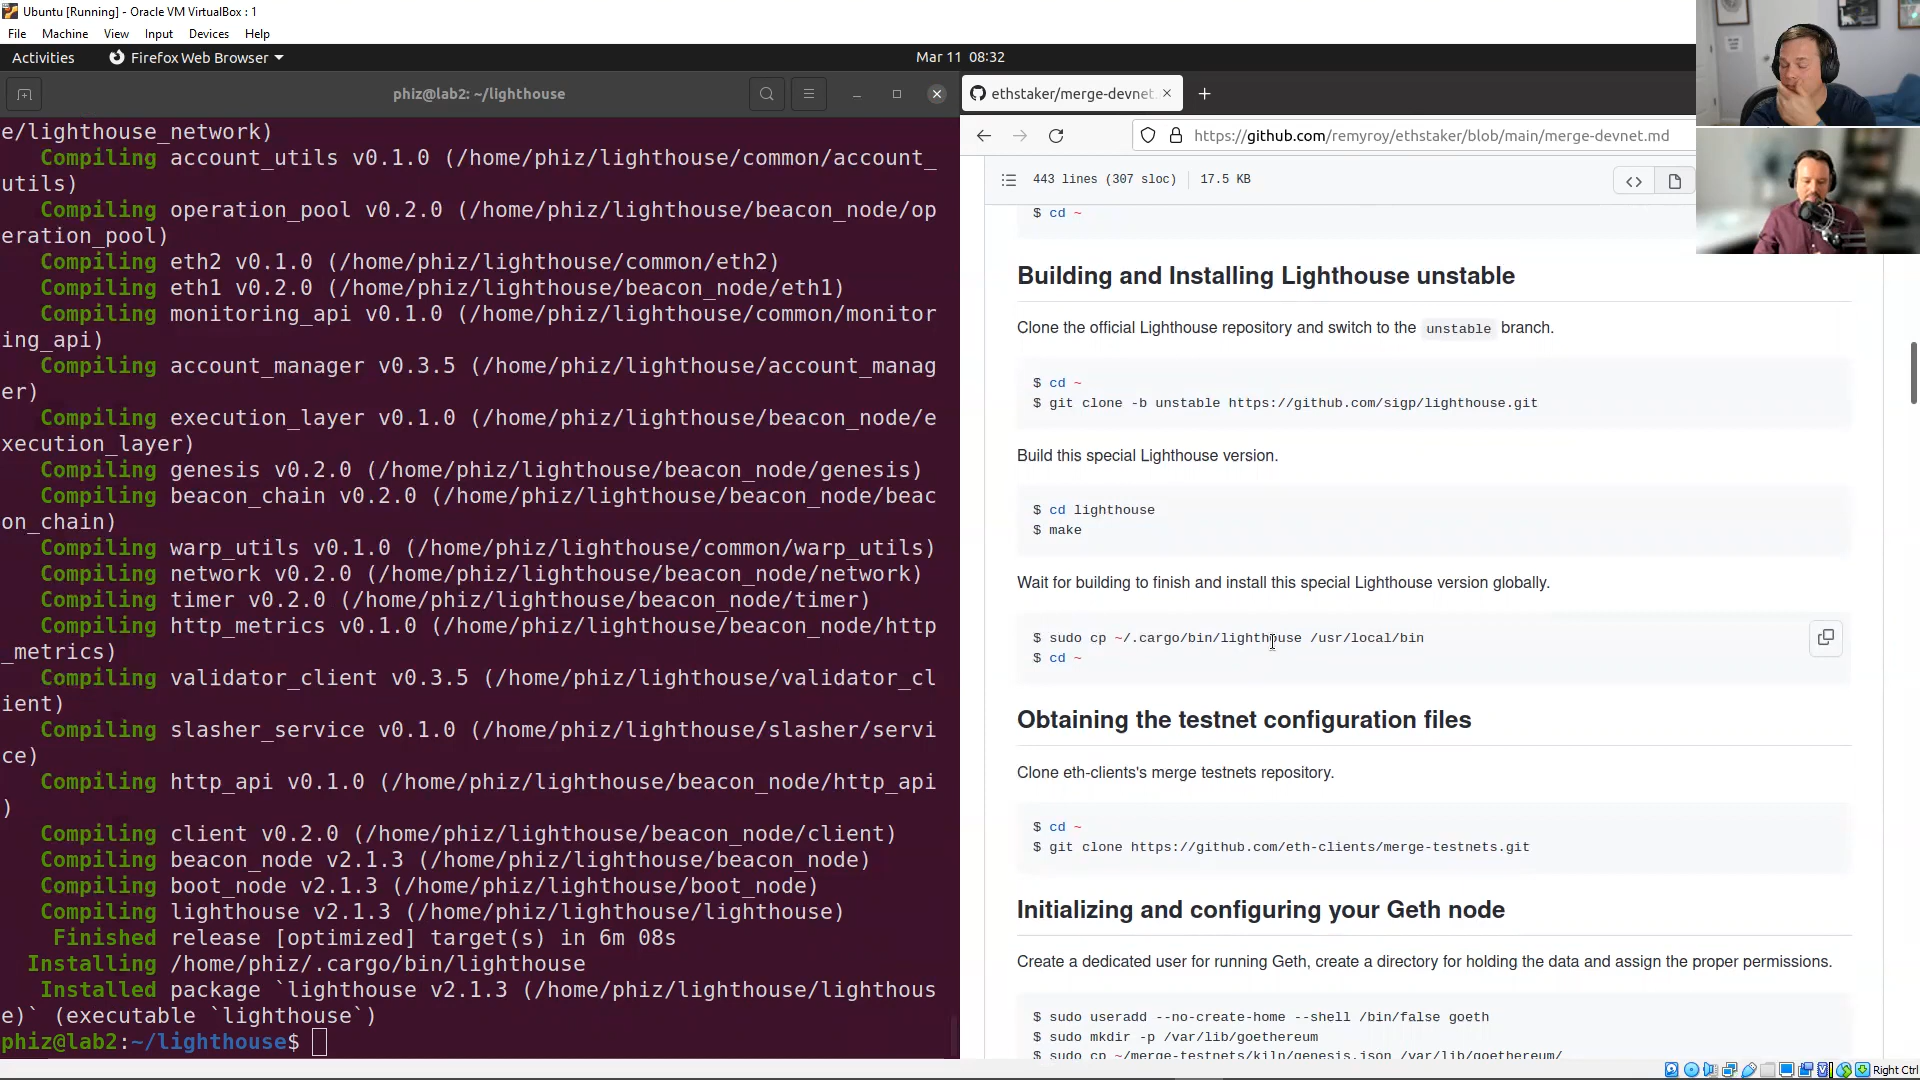 Ubuntu [Running] - Oracle VM VirtualBox : 1
File Machine View Input Devices Help
Activities Firefox Web Browser Mar 11 08:32
phiz@lab2: ~/lighthouse
e/lighthouse_network)
Compiling account_utils v0.1.0 (/home/phiz/lighthouse/common/account_
utils)
Compiling operation_pool v0.2.0 (/home/phiz/lighthouse/beacon_node/op
eration_pool)
Compiling eth2 v0.1.0 (/home/phiz/lighthouse/common/eth2)
Compiling eth1 v0.2.0 (/home/phiz/lighthouse/beacon_node/eth1)
Compiling monitoring_api v0.1.0 (/home/phiz/lighthouse/common/monitor
ing_api)
Compiling account_manager v0.3.5 (/home/phiz/lighthouse/account_manag
er)
Compiling execution_layer v0.1.0 (/home/phiz/lighthouse/beacon_node/e
xecution_layer)
Compiling genesis v0.2.0 (/home/phiz/lighthouse/beacon_node/genesis)
Compiling beacon_chain v0.2.0 (/home/phiz/lighthouse/beacon_node/beac
on_chain)
Compiling warp_utils v0.1.0 (/home/phiz/lighthouse/common/warp_utils)
Compiling network v0.2.0 (/home/phiz/lighthouse/beacon_node/network)
Compiling timer v0.2.0 (/home/phiz/lighthouse/beacon_node/timer)
Compiling http_metrics v0.1.0 (/home/phiz/lighthouse/beacon_node/http
_metrics)
Compiling validator_client v0.3.5 (/home/phiz/lighthouse/validator_cl
ient)
Compiling slasher_service v0.1.0 (/home/phiz/lighthouse/slasher/servi
ce)
Compiling http_api v0.1.0 (/home/phiz/lighthouse/beacon_node/http_api
)
Compiling client v0.2.0 (/home/phiz/lighthouse/beacon_node/client)
Compiling beacon_node v2.1.3 (/home/phiz/lighthouse/beacon_node)
Compiling boot_node v2.1.3 (/home/phiz/lighthouse/boot_node)
Compiling lighthouse v2.1.3 (/home/phiz/lighthouse/lighthouse)
Finished release [optimized] target(s) in 6m 08s
Installing /home/phiz/.cargo/bin/lighthouse
Installed package `lighthouse v2.1.3 (/home/phiz/lighthouse/lighthous
e)` (executable `lighthouse`)
phiz@lab2:~/lighthouse$
ethstaker/merge-devnet.
https://github.com/remyroy/ethstaker/blob/main/merge-devnet.md
443 lines (307 sloc) 17.5 KB
$ cd ~
Building and Installing Lighthouse unstable
Clone the official Lighthouse repository and switch to the unstable branch.
$ cd ~
$ git clone -b unstable https://github.com/sigp/lighthouse.git
Build this special Lighthouse version.
$ cd lighthouse
$ make
Wait for building to finish and install this special Lighthouse version globally.
$ sudo cp ~/.cargo/bin/lighthouse /usr/local/bin
$ cd ~
Obtaining the testnet configuration files
Clone eth-clients's merge testnets repository.
$ cd ~
$ git clone https://github.com/eth-clients/merge-testnets.git
Initializing and configuring your Geth node
Create a dedicated user for running Geth, create a directory for holding the data and assign the proper permissions.
$ sudo useradd --no-create-home --shell /bin/false goeth
$ sudo mkdir -p /var/lib/goethereum
$ sudo cp ~/merge-testnets/kiln/genesis.json /var/lib/goethereum/
Right Ctrl